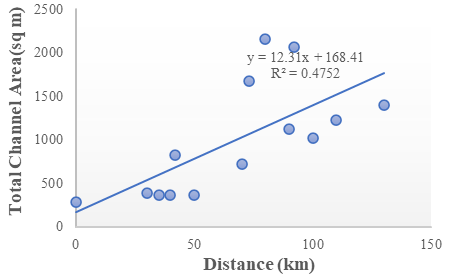 2500
2000
1500
1000
500
0
Total Channel Area(sq m)
y = 12.31x + 168.41
R² = 0.4752
0 50 100 150
Distance (km)